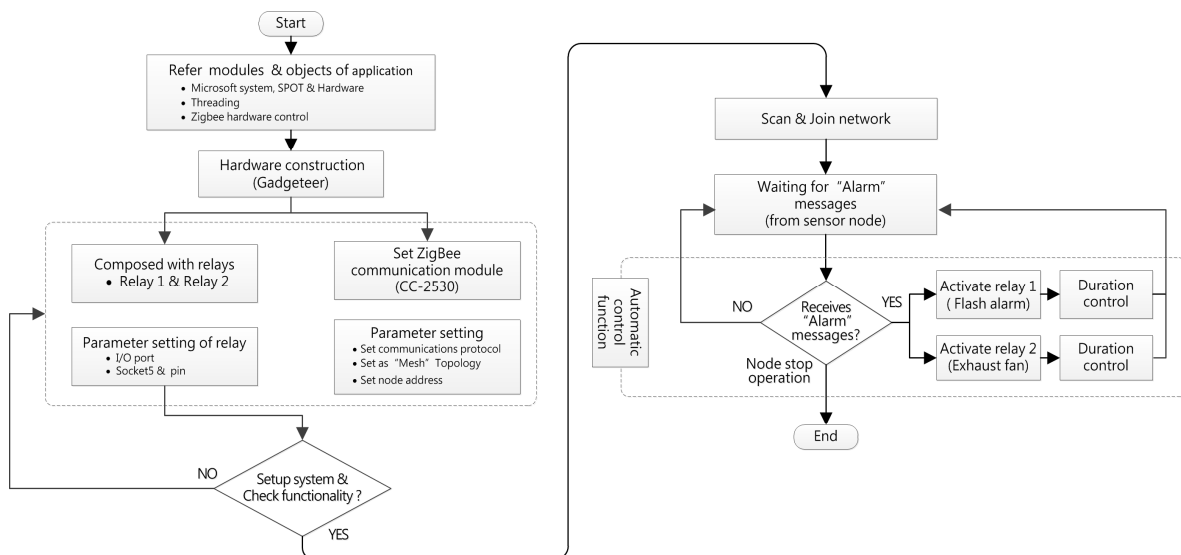 Start
Refer modules & objects of application
• Microsoft system, SPOT & Hardware
• Threading
• Zigbee hardware control
Hardware construction
(Gadgeteer)
Composed with relays
• Relay 1 & Relay 2
Set ZigBee
communication module
(CC-2530)
Parameter setting of relay
• I/O port
• Socket5 & pin
Parameter setting
• Set communications protocol
• Set as “Mesh” Topology
• Set node address
NO
Setup system &
Check functionality ?
YES
Scan & Join network
Waiting for “Alarm”
messages
(from sensor node)
Automatic
control
function
NO
Receives
“Alarm”
messages?
YES
Activate relay 1
( Flash alarm)
Duration
control
Activate relay 2
(Exhaust fan)
Duration
control
Node stop
operation
End